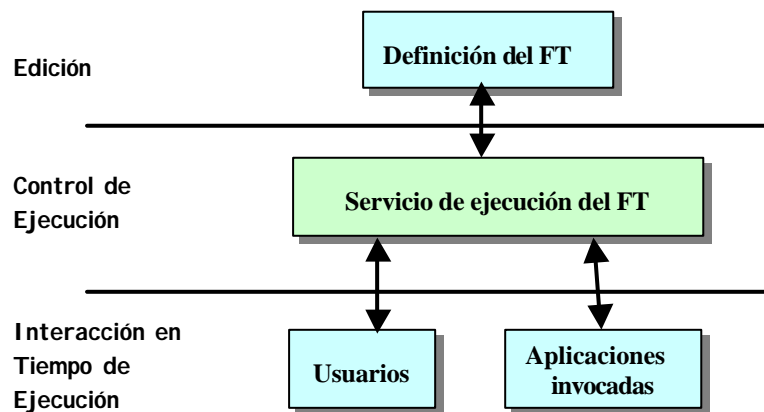 Edición
Definición del FT
Control de
Ejecución
Servicio de ejecución del FT
Interacción en
Tiempo de
Ejecución
Usuarios
Aplicaciones
invocadas